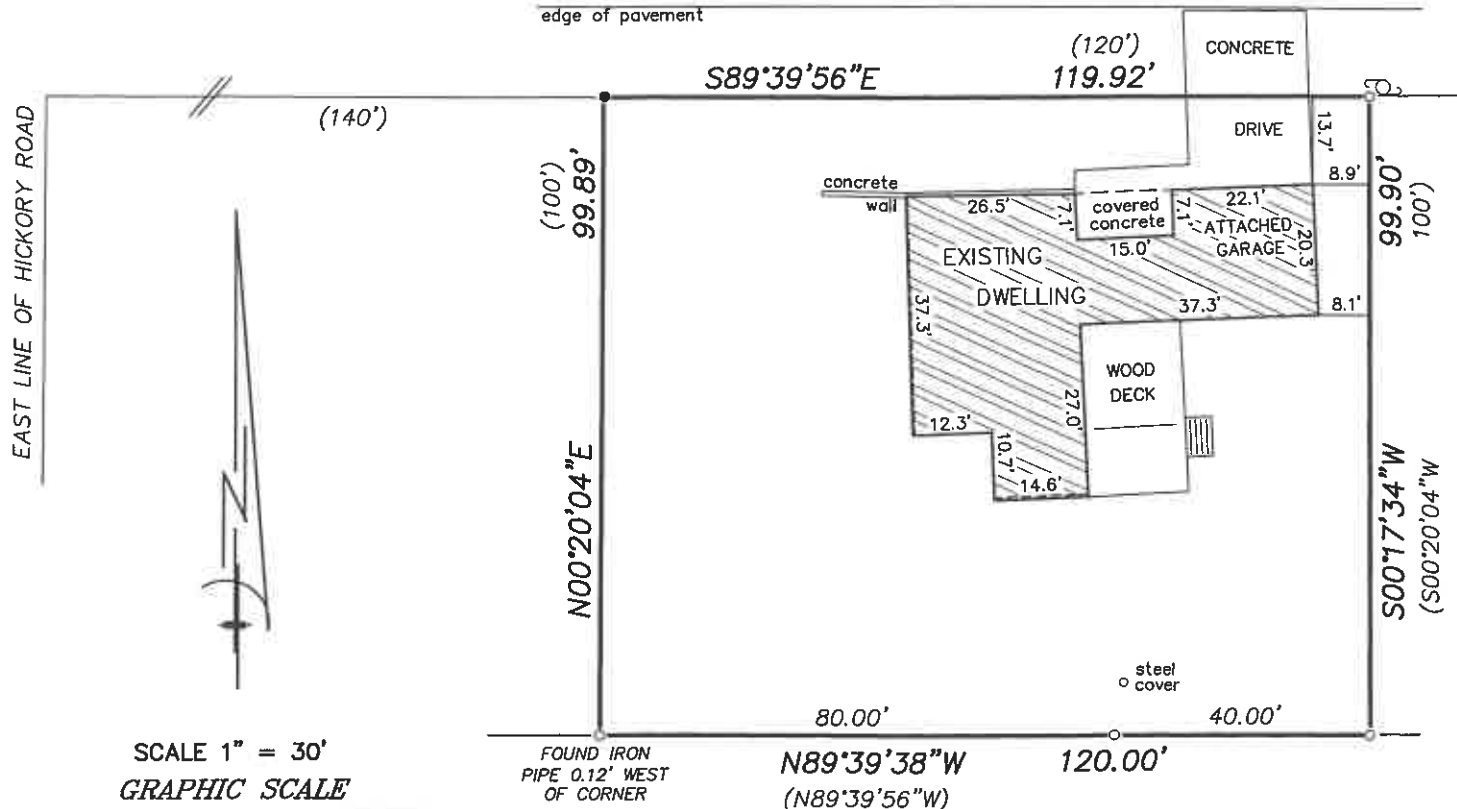 edge of pavement
(120')
CONCRETE
S89°39'56"E
119.92'
(140')
DRIVE
13.7'
EAST LINE OF HICKORY ROAD
(100')
99.89'
concrete
wall
8.9'
99.90'
100')
26.5'
7.1'
covered
concrete
7.1'
22.1'
ATTACHED
GARAGE
20.3
15.0'
EXISTING
DWELLING
37.3'
37.3'
8.1'
WOOD
DECK
27.0'
12.3'
10.7'
14.6'
N00°20'04"E
S00°17'34"W
(S00°20'04"W
N
steel
cover
80.00'
40.00'
SCALE 1" = 30'
GRAPHIC SCALE
FOUND IRON
PIPE 0.12' WEST
OF CORNER
N89°39'38"W
120.00'
(N89°39'56"W)